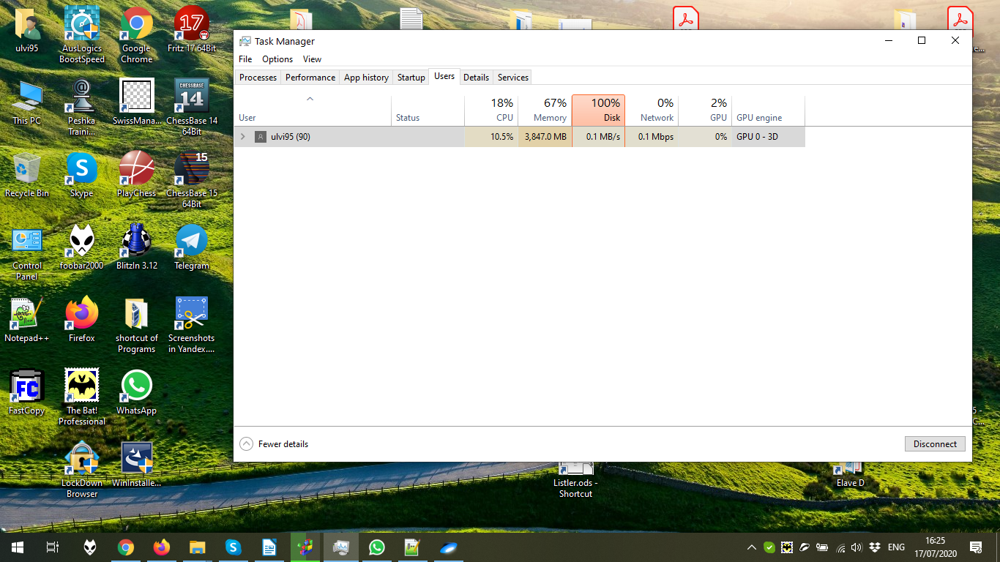 ulvi95
AusLogics
BoostSpeed
Google
Chrome
17
Fritz 17 64Bit
This PC
Peshka
Traini...
SwissMana...
CHESSBASE
14
ChessBase 14
64Bit
Recycle Bin
Skype
PlayChess
15
ChessBase 15
64Bit
Control
Panel
foobar2000
BlitzIn 3.12
Telegram
Notepad++
Firefox
shortcut of
Programs
Screenshots
in Yandex....
FC
FastCopy
The Bat!
Professional
WhatsApp
LockDown
Browser
WinInstalle...
Task Manager
File Options View
Processes Performance App history Startup Users Details Services
18% 67% 100% 0% 2%
User Status CPU Memory Disk Network GPU GPU engine
ulvi95 (90) 10.5% 3,847.0 MB 0.1 MB/s 0.1 Mbps 0% GPU 0 - 3D
Fewer details
Disconnect
Listler.ods -
Shortcut
Elave D
ENG
16:25
17/07/2020